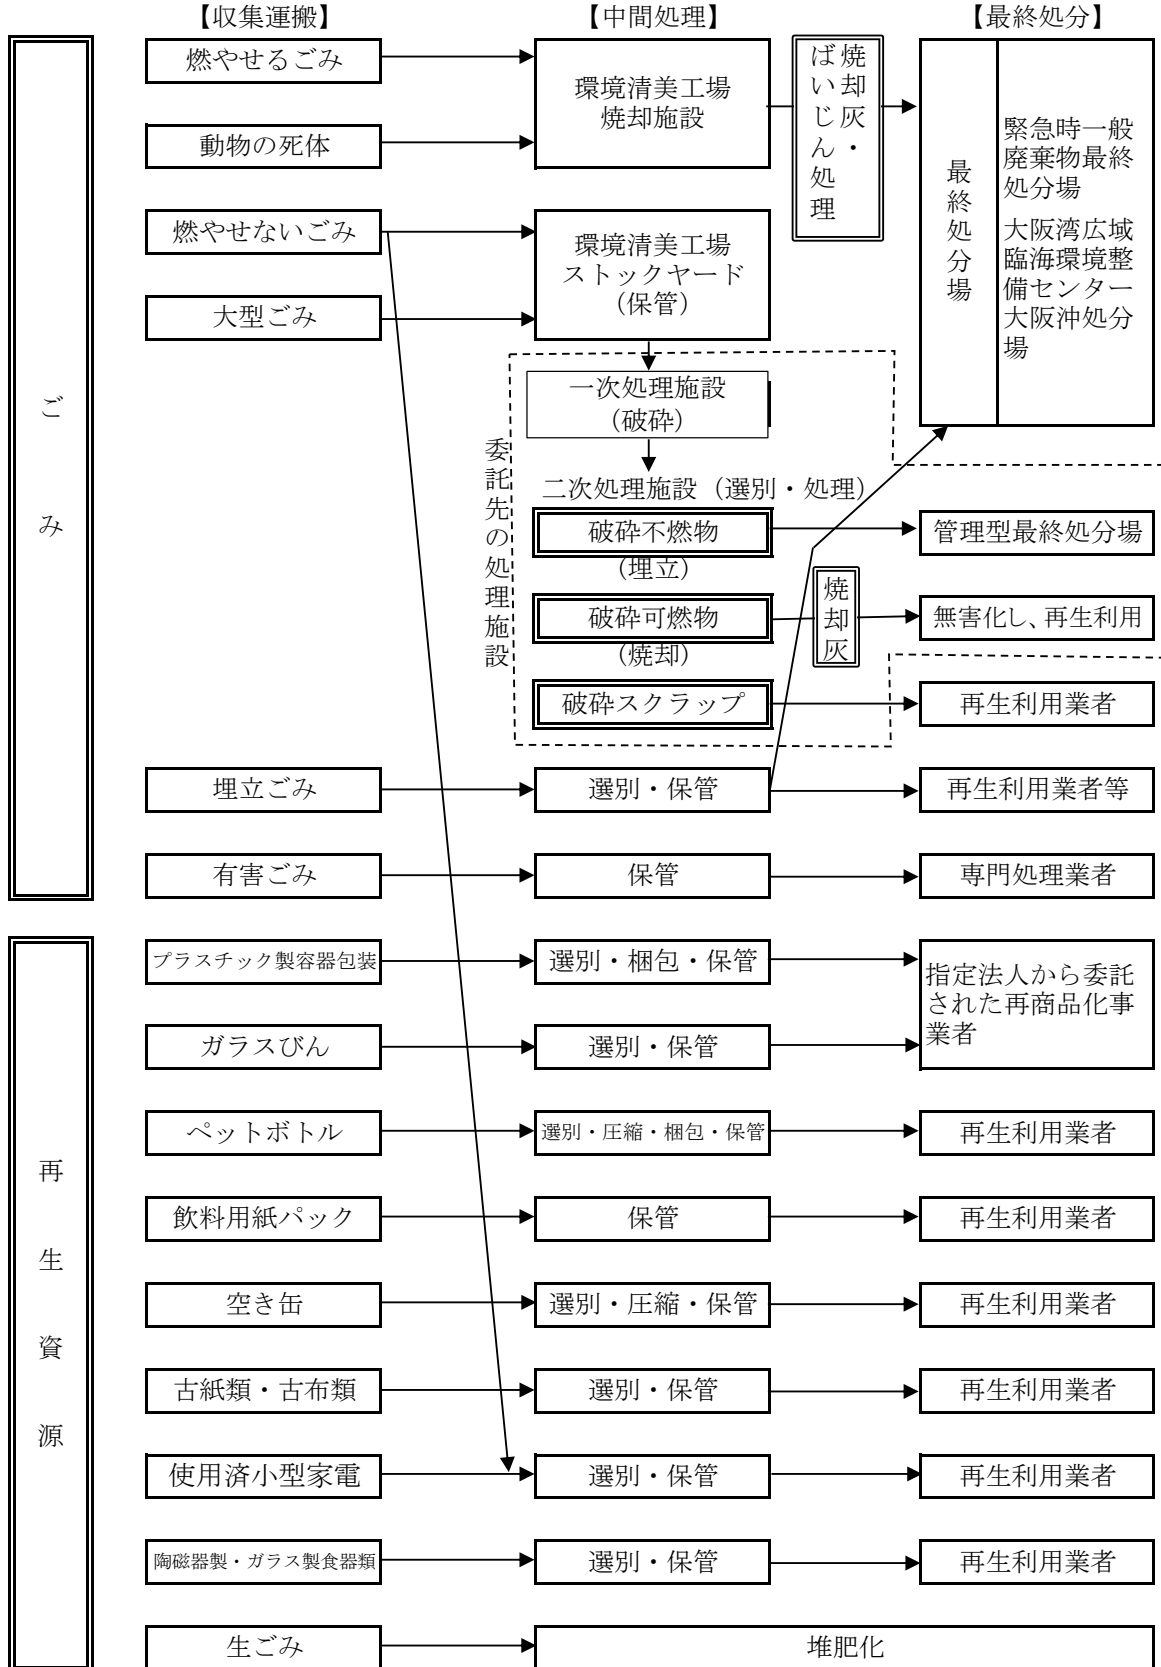 【収集運搬】
【中間処理】
【最終処分】
ごみ
燃やせるごみ
動物の死体
環境清美工場
焼却施設
焼却灰・
ばいじん処理
最終処分場
緊急時一般
廃棄物最終
処分場
大阪湾広域
臨海環境整
備センター
大阪沖処分
場
燃やせないごみ
大型ごみ
環境清美工場
ストックヤード
(保管)
委託先の処理施設
一次処理施設
(破砕)
二次処理施設(選別・処理)
破砕不燃物
(埋立)
管理型最終処分場
破砕可燃物
(焼却)
焼却灰
無害化し、再生利用
破砕スクラップ
再生利用業者
埋立ごみ
選別・保管
再生利用業者等
有害ごみ
保管
専門処理業者
再生資源
プラスチック製容器包装
選別・梱包・保管
指定法人から委託
された再商品化事
業者
ガラスびん
選別・保管
ペットボトル
選別・圧縮・梱包・保管
再生利用業者
飲料用紙パック
保管
再生利用業者
空き缶
選別・圧縮・保管
再生利用業者
古紙類・古布類
選別・保管
再生利用業者
使用済小型家電
選別・保管
再生利用業者
陶磁器製・ガラス製食器類
選別・保管
再生利用業者
生ごみ
堆肥化